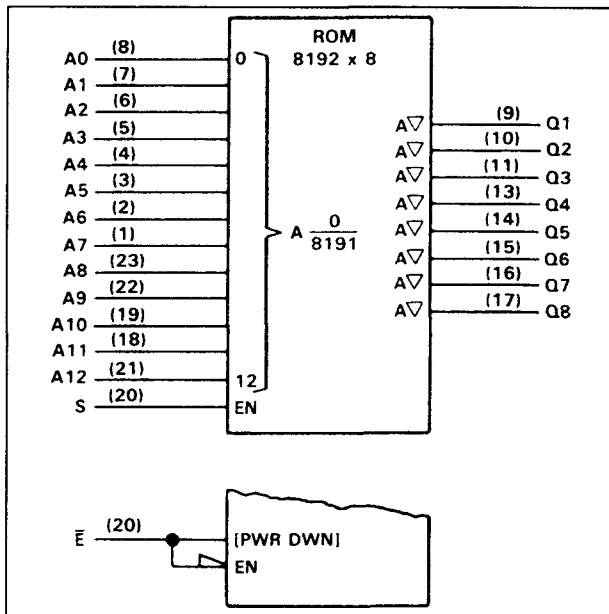 ROM
8192 x 8
A0 (8) 0
A1 (7)
A2 (6)
A3 (5)
A4 (4)
A5 (3)
A6 (2)
A7 (1)
A8 (23)
A9 (22)
A10 (19)
A11 (18)
A12 (21) 12
S (20) EN
A 0
8191
A▽ (9) Q1
A▽ (10) Q2
A▽ (11) Q3
A▽ (13) Q4
A▽ (14) Q5
A▽ (15) Q6
A▽ (16) Q7
A▽ (17) Q8
E̅ (20) [PWR DWN]
EN